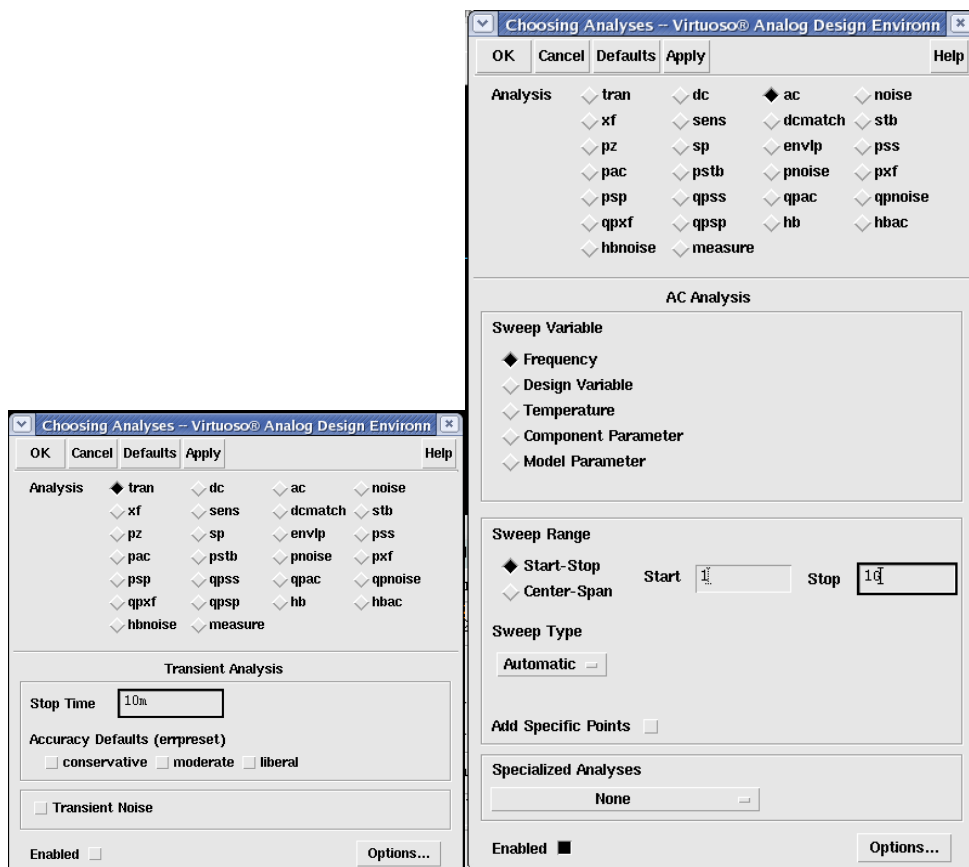 Choosing Analyses -- Virtuoso® Analog Design Environn
OK Cancel Defaults Apply Help
Analysis tran dc ac noise
xf sens dcmatch stb
pz sp envlp pss
pac pstb pnoise pxf
psp qpss qpac qpnoise
qpxf qpsp hb hbac
hbnoise measure
Transient Analysis
Stop Time 10m
Accuracy Defaults (errpreset)
conservative moderate liberal
Transient Noise
Enabled Options...
Choosing Analyses -- Virtuoso® Analog Design Environn
OK Cancel Defaults Apply Help
Analysis tran dc ac noise
xf sens dcmatch stb
pz sp envlp pss
pac pstb pnoise pxf
psp qpss qpac qpnoise
qpxf qpsp hb hbac
hbnoise measure
AC Analysis
Sweep Variable
Frequency
Design Variable
Temperature
Component Parameter
Model Parameter
Sweep Range
Start-Stop Start 1 Stop 1G
Center-Span
Sweep Type
Automatic
Add Specific Points
Specialized Analyses
None
Enabled Options...